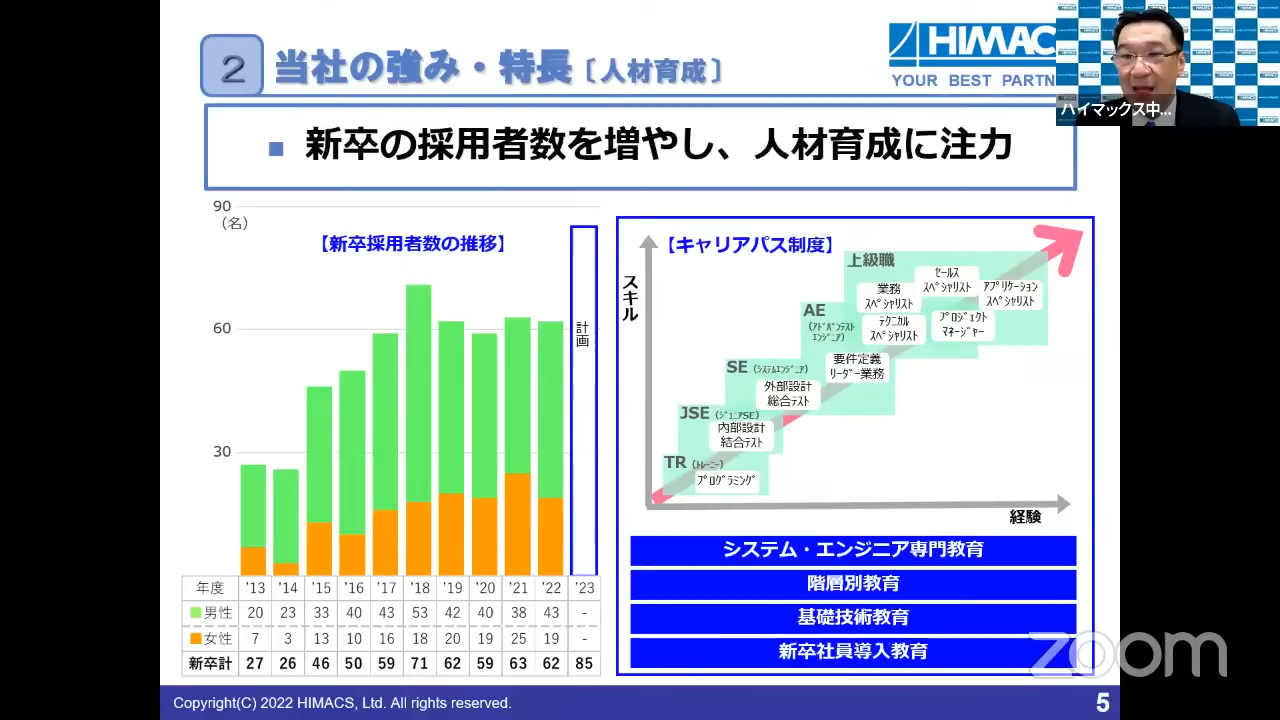 2
当社の強み・特長［人材育成］
HIMACS
YOUR BEST PARTN
ハイマックス中...
■ 新卒の採用者数を増やし、人材育成に注力
90
（名）
60
30
【新卒採用者数の推移】
計画
年度 '13 '14 '15 '16 '17 '18 '19 '20 '21 '22 '23
男性 20 23 33 40 43 53 42 40 38 43 -
女性 7 3 13 10 16 18 20 19 25 19 -
新卒計 27 26 46 50 59 71 62 59 63 62 85
【キャリアパス制度】
スキル
上級職
セールス
スペシャリスト
業務
スペシャリスト
アプリケーション
スペシャリスト
AE
(アドバンテスト
エンジニア)
テクニカル
スペシャリスト
プロジェクト
マネージャー
SE (システムエンジニア)
要件定義
リーダー業務
外部設計
総合テスト
JSE (ジュニアSE)
内部設計
結合テスト
TR (トレーニー)
プログラミング
経験
システム・エンジニア専門教育
階層別教育
基礎技術教育
新卒社員導入教育
zoom
Copyright(C) 2022 HIMACS, Ltd. All rights reserved.
5